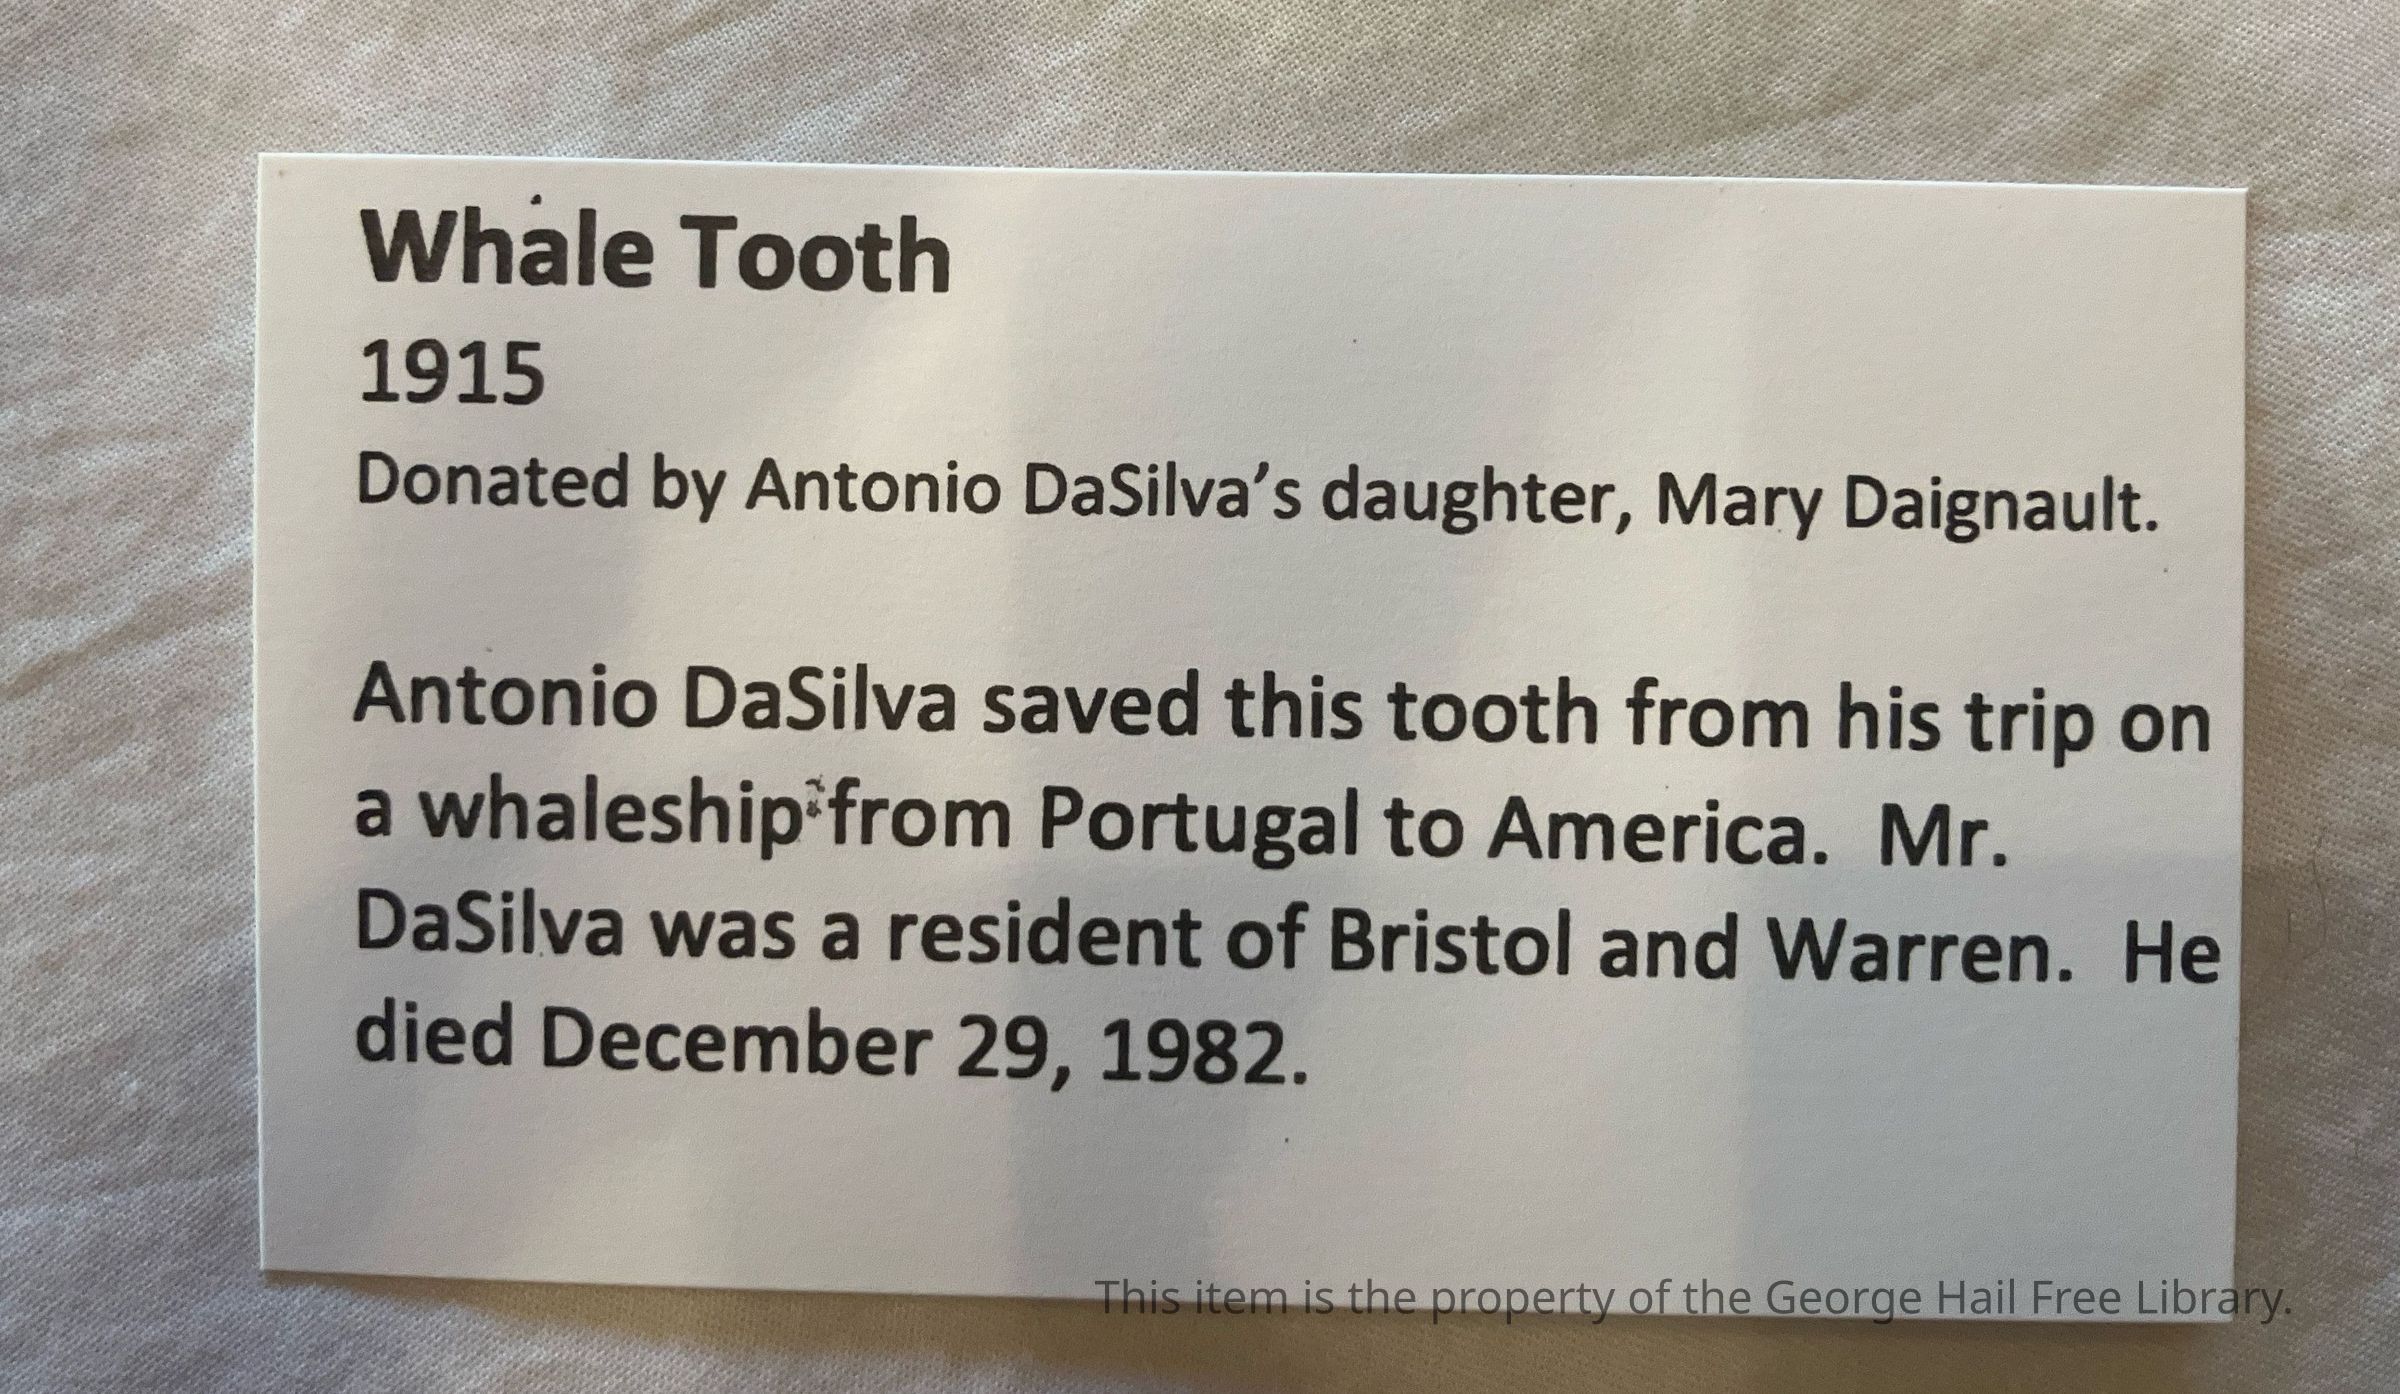 Whale Tooth
1915
Donated by Antonio DaSilva’s daughter, Mary Daignault.
Antonio DaSilva saved this tooth from his trip on
a whaleship from Portugal to America.  Mr.
DaSilva was a resident of Bristol and Warren.  He
died December 29, 1982.
This item is the property of the George Hail Free Library.